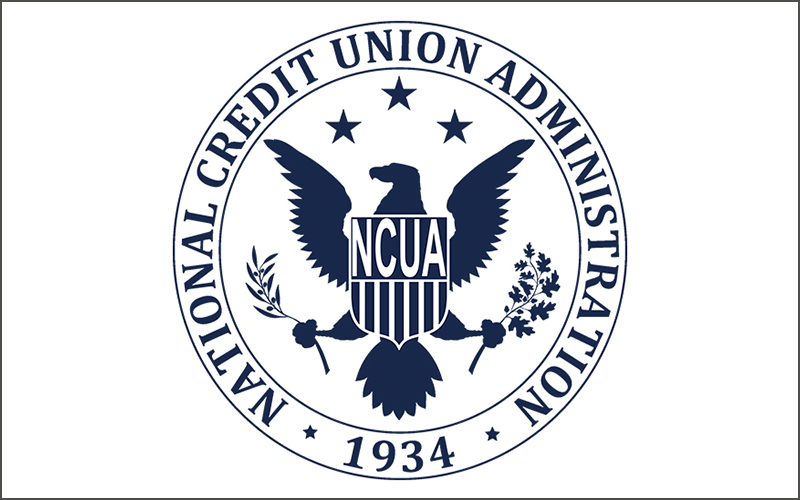 NATIONAL CREDIT UNION ADMINISTRATION
NCUA
1934